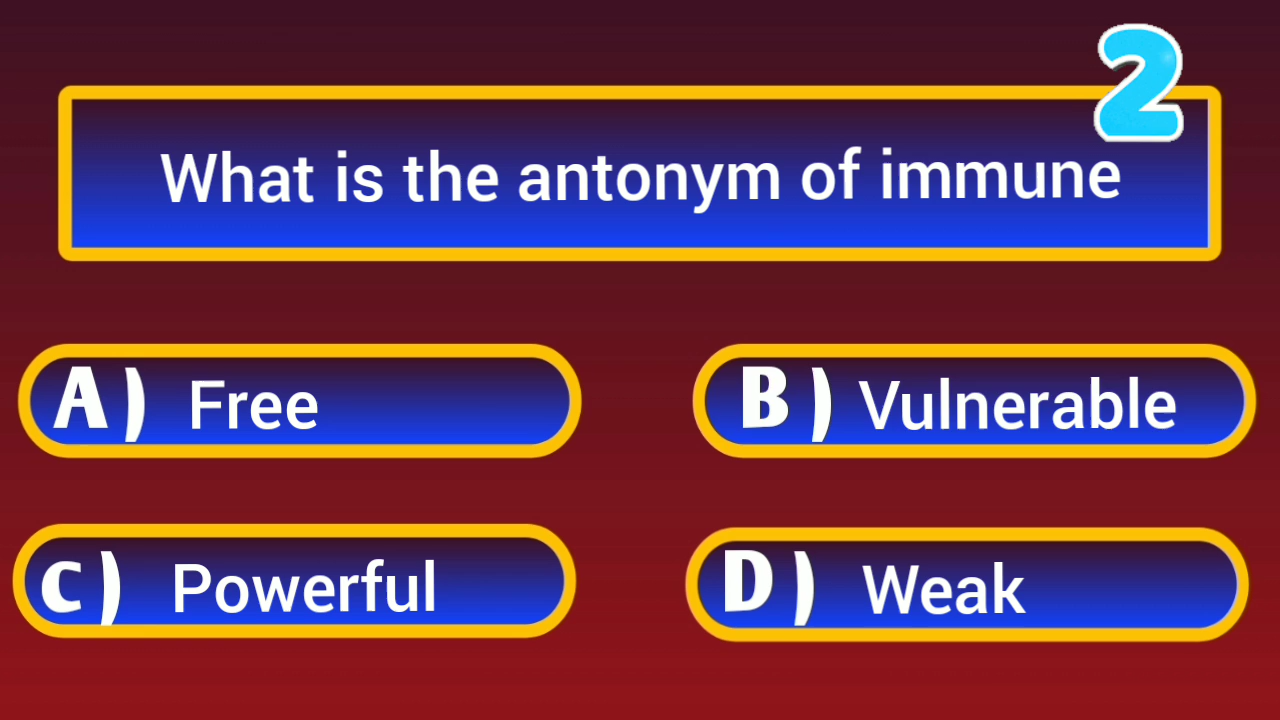 2
What is the antonym of immune
A) Free
B) Vulnerable
C) Powerful
D) Weak